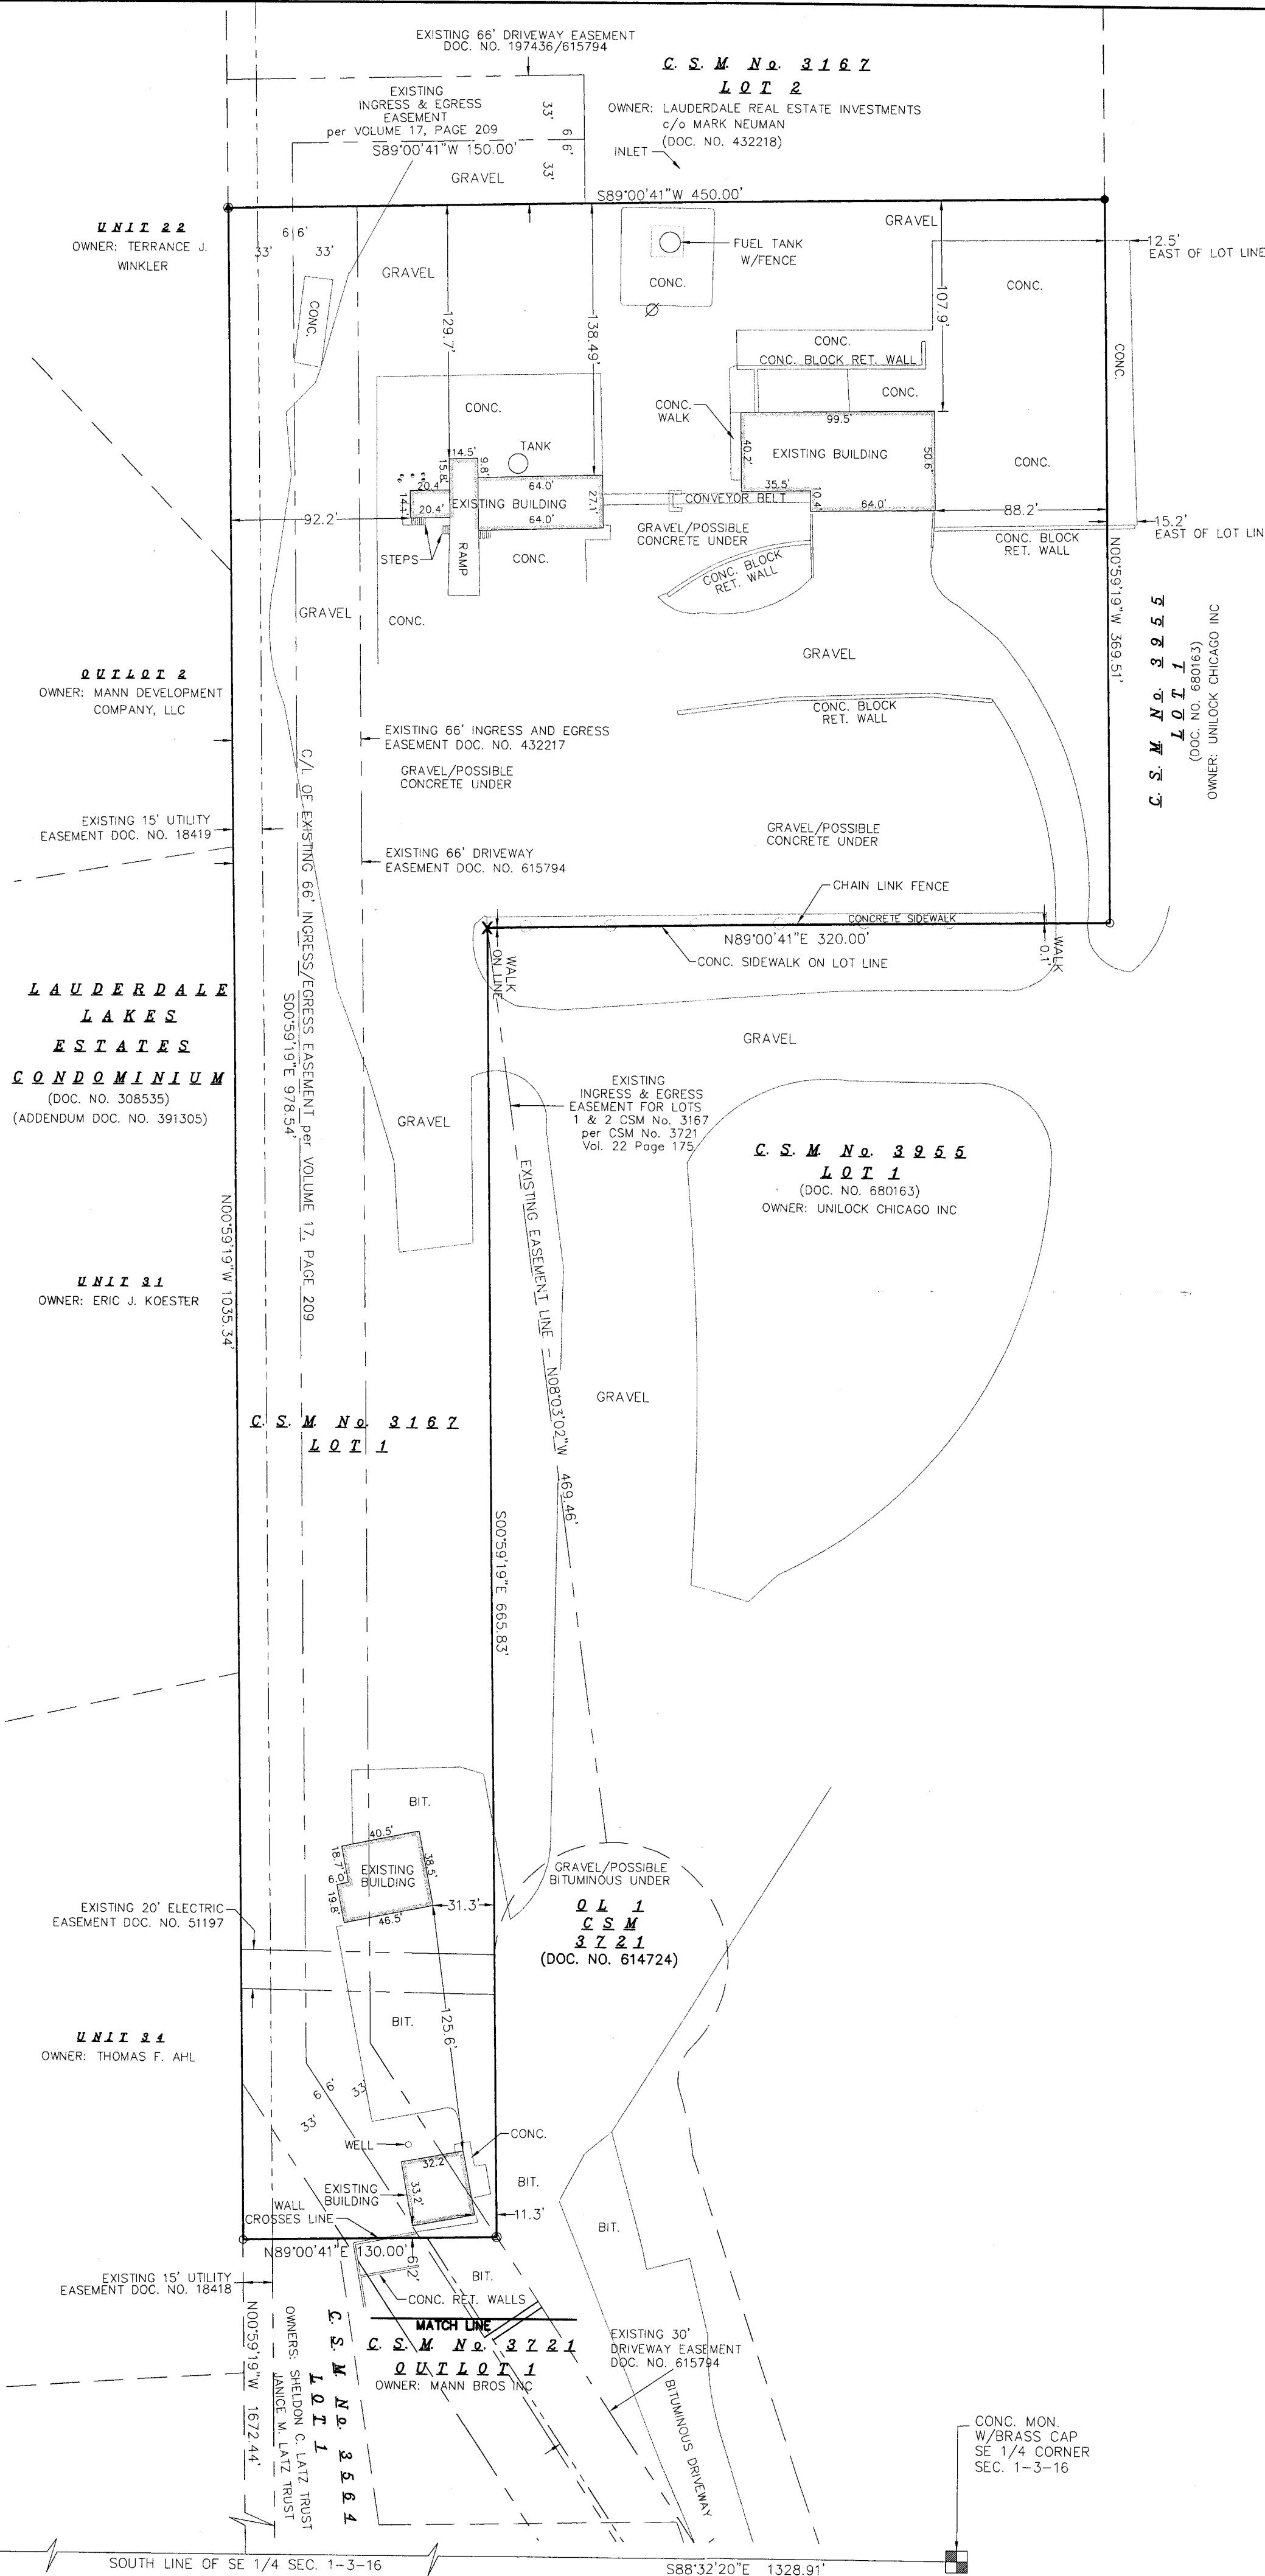 EXISTING 66' DRIVEWAY EASEMENT
DOC. NO. 197436/615794
C. S. M. No. 3167
LOT 2
OWNER: LAUDERDALE REAL ESTATE INVESTMENTS
c/o MARK NEUMAN
(DOC. NO. 432218)
INLET
EXISTING
INGRESS & EGRESS
EASEMENT
per VOLUME 17, PAGE 209
S89°00'41"W 150.00'
33'
66'
33'
GRAVEL
S89°00'41"W 450.00'
UNIT 22
OWNER: TERRANCE J.
WINKLER
66'
33'
33'
GRAVEL
CONC.
129.7'
138.49'
FUEL TANK
W/FENCE
CONC.
GRAVEL
107.9'
CONC.
12.5'
EAST OF LOT LINE
CONC.
CONC.
CONC. BLOCK RET. WALL
CONC.
CONC.
WALK
99.5'
40.2'
EXISTING BUILDING
50.6'
35.5'
10.4'
64.0'
CONC.
88.2'
15.2'
EAST OF LOT LIN
CONC. BLOCK
RET. WALL
CONC.
TANK
14.5'
15.8'
9.8'
20.4'
14.1'
20.4'
EXISTING BUILDING
64.0'
64.0'
27.1'
92.2'
STEPS
RAMP
CONC.
CONVEYOR BELT
GRAVEL/POSSIBLE
CONCRETE UNDER
CONC. BLOCK
RET. WALL
GRAVEL
CONC.
GRAVEL
N00°59'19"W 369.51'
C. S. M. No. 3955
LOT 1
(DOC. NO. 680163)
OWNER: UNILOCK CHICAGO INC
OUTLOT 2
OWNER: MANN DEVELOPMENT
COMPANY, LLC
EXISTING 66' INGRESS AND EGRESS
EASEMENT DOC. NO. 432217
GRAVEL/POSSIBLE
CONCRETE UNDER
CONC. BLOCK
RET. WALL
EXISTING 15' UTILITY
EASEMENT DOC. NO. 18419
EXISTING 66' DRIVEWAY
EASEMENT DOC. NO. 615794
GRAVEL/POSSIBLE
CONCRETE UNDER
CHAIN LINK FENCE
CONCRETE SIDEWALK
N89°00'41"E 320.00'
CONC. SIDEWALK ON LOT LINE
WALK
ON LINE
WALK
0.1'
C/L OF EXISTING 66' INGRESS/EGRESS EASEMENT per VOLUME 17, PAGE 209
S00°59'19"E 978.54'
LAUDERDALE
LAKES
ESTATES
CONDOMINIUM
(DOC. NO. 308535)
(ADDENDUM DOC. NO. 391305)
GRAVEL
GRAVEL
EXISTING
INGRESS & EGRESS
EASEMENT FOR LOTS
1 & 2 CSM No. 3167
per CSM No. 3721
Vol. 22 Page 175
C. S. M. No. 3955
LOT 1
(DOC. NO. 680163)
OWNER: UNILOCK CHICAGO INC
EXISTING EASEMENT LINE - N08°03'02"W 469.46'
N00°59'19"W 1035.34'
UNIT 31
OWNER: ERIC J. KOESTER
GRAVEL
C. S. M. No. 3167
LOT 1
S00°59'19"E 665.83'
BIT.
40.5'
18.7'
6.0'
19.8'
EXISTING
BUILDING
38.5'
46.5'
31.3'
GRAVEL/POSSIBLE
BITUMINOUS UNDER
OL 1
CSM
3721
(DOC. NO. 614724)
EXISTING 20' ELECTRIC
EASEMENT DOC. NO. 51197
BIT.
125.6'
UNIT 34
OWNER: THOMAS F. AHL
66'
33'
33'
WELL
CONC.
32.2'
33.2'
EXISTING
BUILDING
BIT.
WALL
CROSSES LINE
11.3'
BIT.
N89°00'41"E 130.00'
6.2'
BIT.
EXISTING 15' UTILITY
EASEMENT DOC. NO. 18418
CONC. RET. WALLS
MATCH LINE
C. S. M. No. 3721
OUTLOT 1
OWNER: MANN BROS INC
EXISTING 30'
DRIVEWAY EASEMENT
DOC. NO. 615794
N00°59'19"W 1672.44'
OWNERS: SHELDON C. LATZ TRUST
JANICE M. LATZ TRUST
C. S. M. No. 3564
LOT 1
BITUMINOUS DRIVEWAY
CONC. MON.
W/BRASS CAP
SE 1/4 CORNER
SEC. 1-3-16
SOUTH LINE OF SE 1/4 SEC. 1-3-16
S88°32'20"E 1328.91'